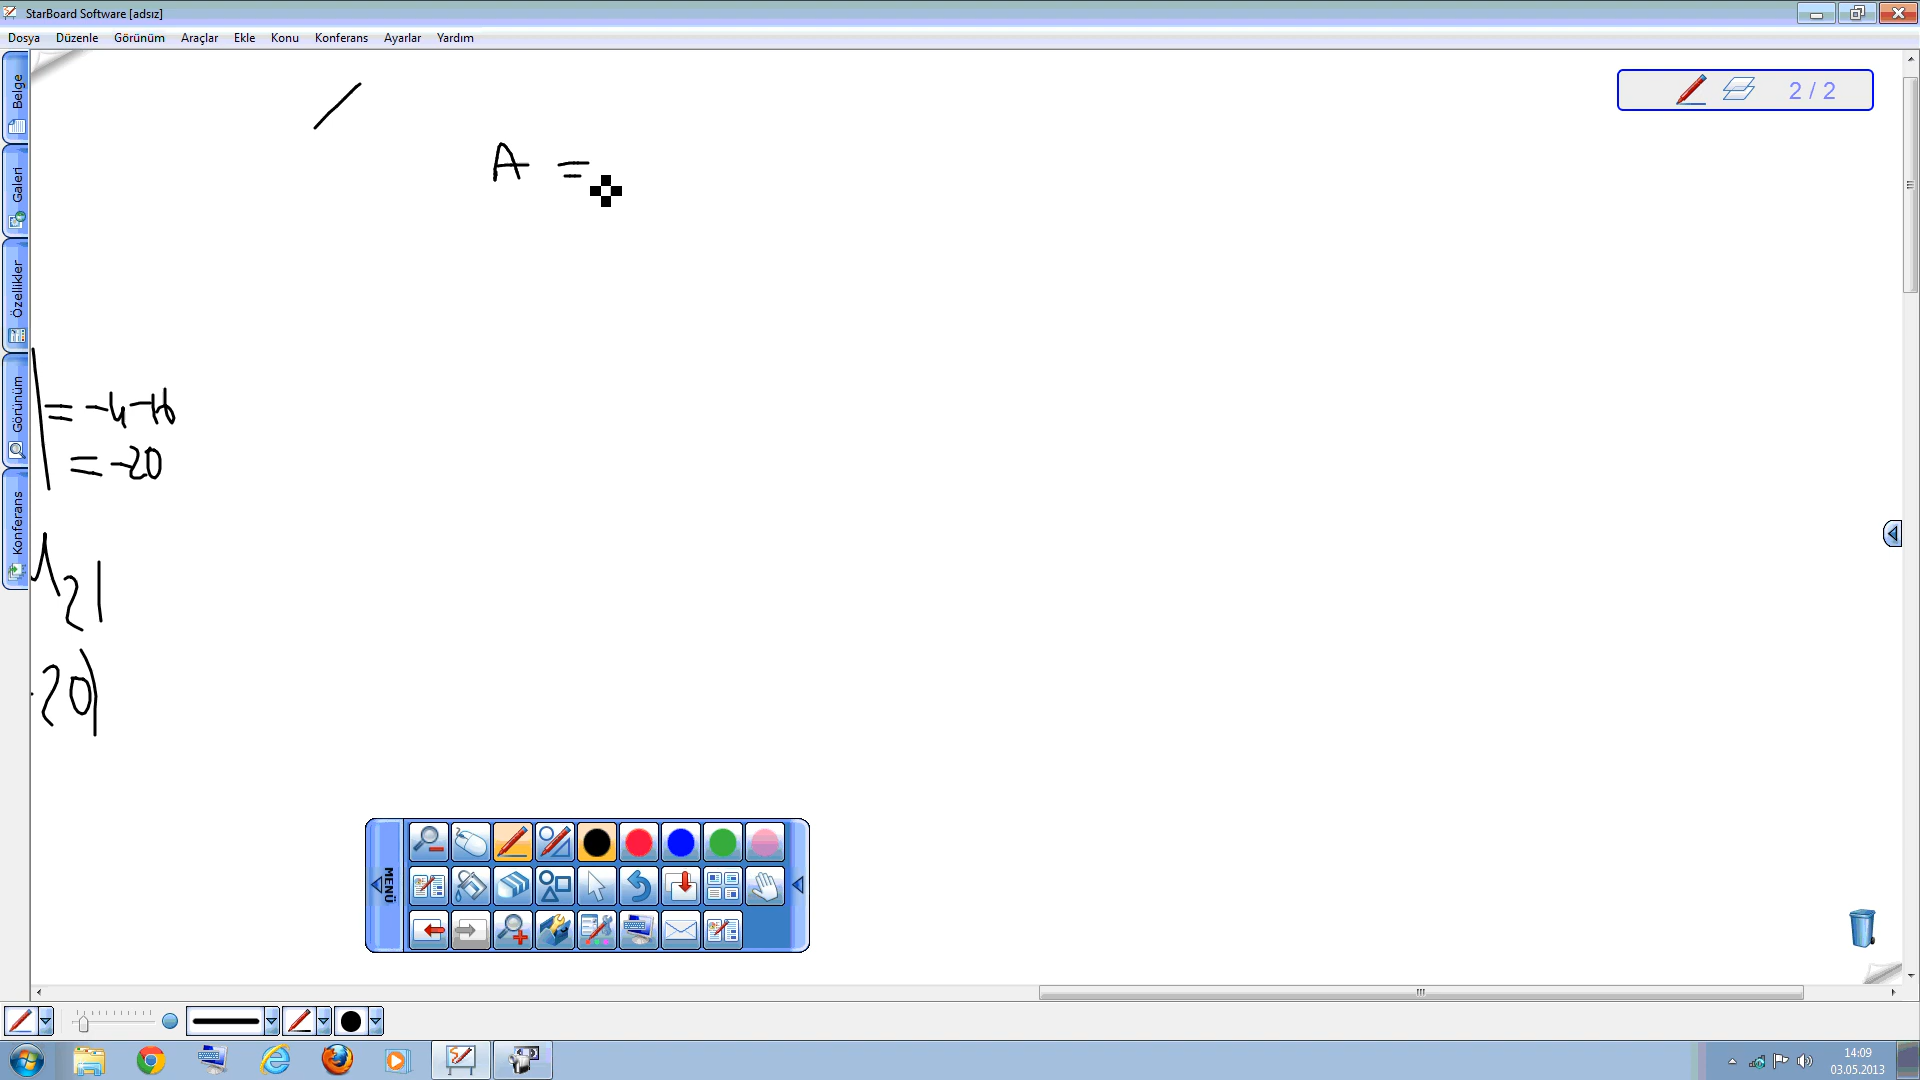 StarBoard Software [adsız]
Dosya Düzenle Görünüm Araçlar Ekle Konu Konferans Ayarlar Yardım
Belge
Galeri
Özellikler
Görünüm
Konferans
2 / 2
A =
= -4-16
= -20
21
20)
MENÜ
14:09
03.05.2013